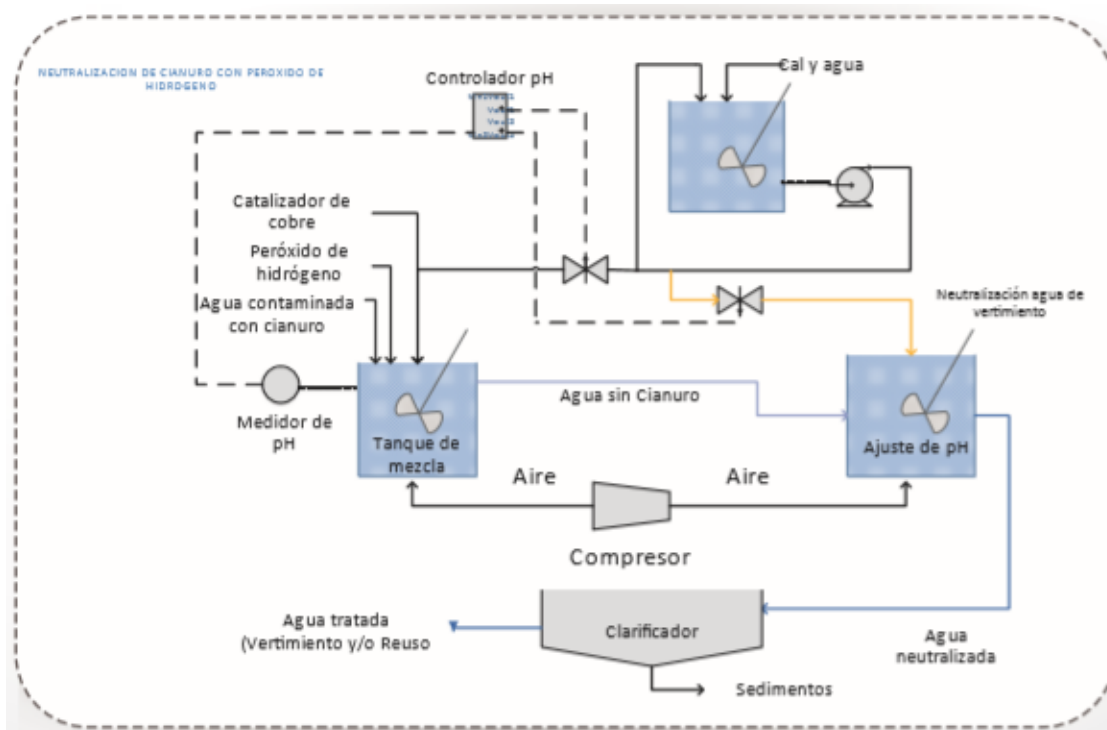 NEUTRALIZACION DE CIANURO CON PEROXIDO DE
HIDROGENO
Controlador pH
Cal y agua
Catalizador de
cobre
Peróxido de
hidrógeno
Agua contaminada
con cianuro
Neutralización agua de
vertimiento
Medidor de
pH
Tanque de
mezcla
Agua sin Cianuro
Ajuste de pH
Aire
Aire
Compresor
Agua tratada
(Vertimiento y/o Reuso
Clarificador
Agua
neutralizada
Sedimentos